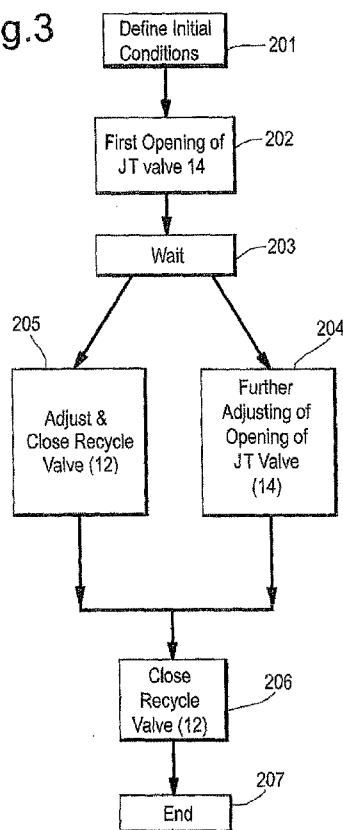 g.3
Define Initial
Conditions
201
First Opening of
JT valve 14
202
Wait
203
205
204
Adjust &
Close Recycle
Valve (12)
Further
Adjusting of
Opening of
JT Valve
(14)
Close
Recycle
Valve (12)
206
End
207